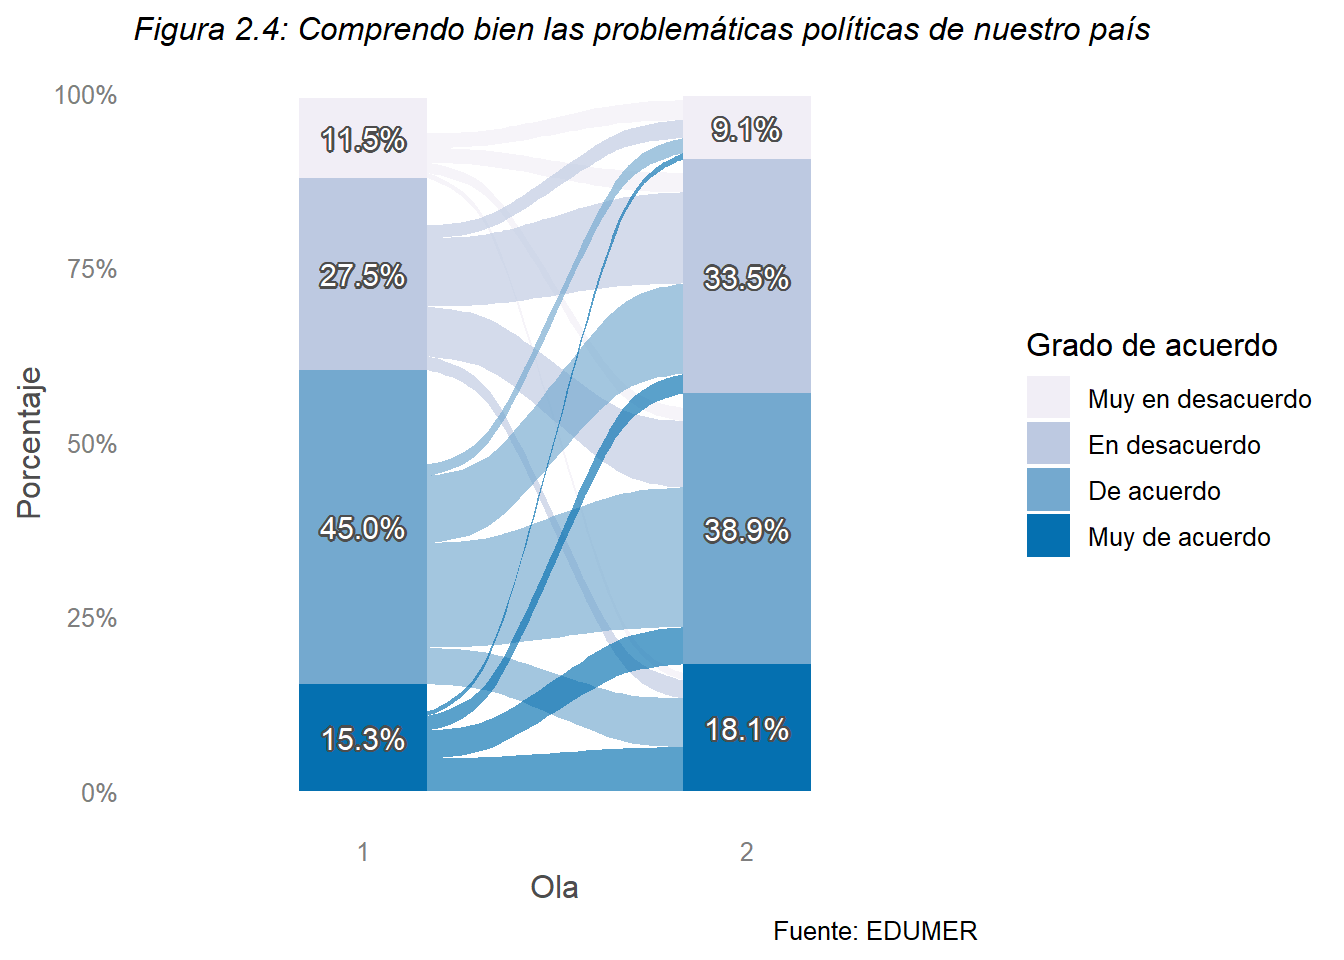 Figura 2.4: Comprendo bien las problemáticas políticas de nuestro país
100%
75%
50%
25%
0%
Porcentaje
11.5%
27.5%
45.0%
15.3%
9.1%
33.5%
38.9%
18.1%
1
2
Ola
Grado de acuerdo
Muy en desacuerdo
En desacuerdo
De acuerdo
Muy de acuerdo
Fuente: EDUMER